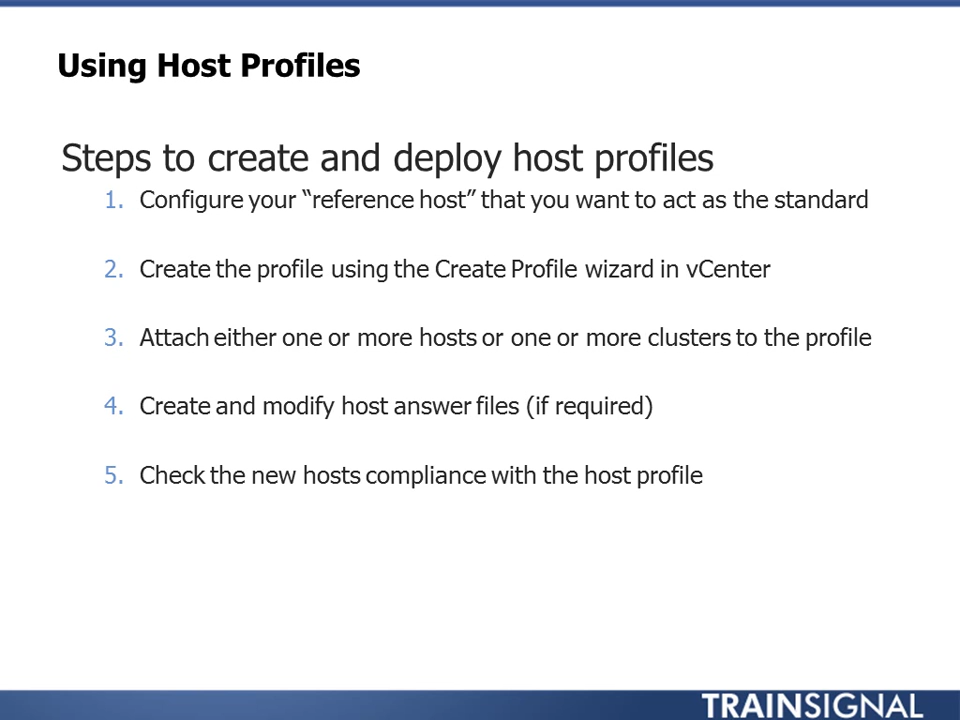 Using Host Profiles
Steps to create and deploy host profiles
1. Configure your “reference host” that you want to act as the standard
2. Create the profile using the Create Profile wizard in vCenter
3. Attach either one or more hosts or one or more clusters to the profile
4. Create and modify host answer files (if required)
5. Check the new hosts compliance with the host profile
TRAINSIGNAL